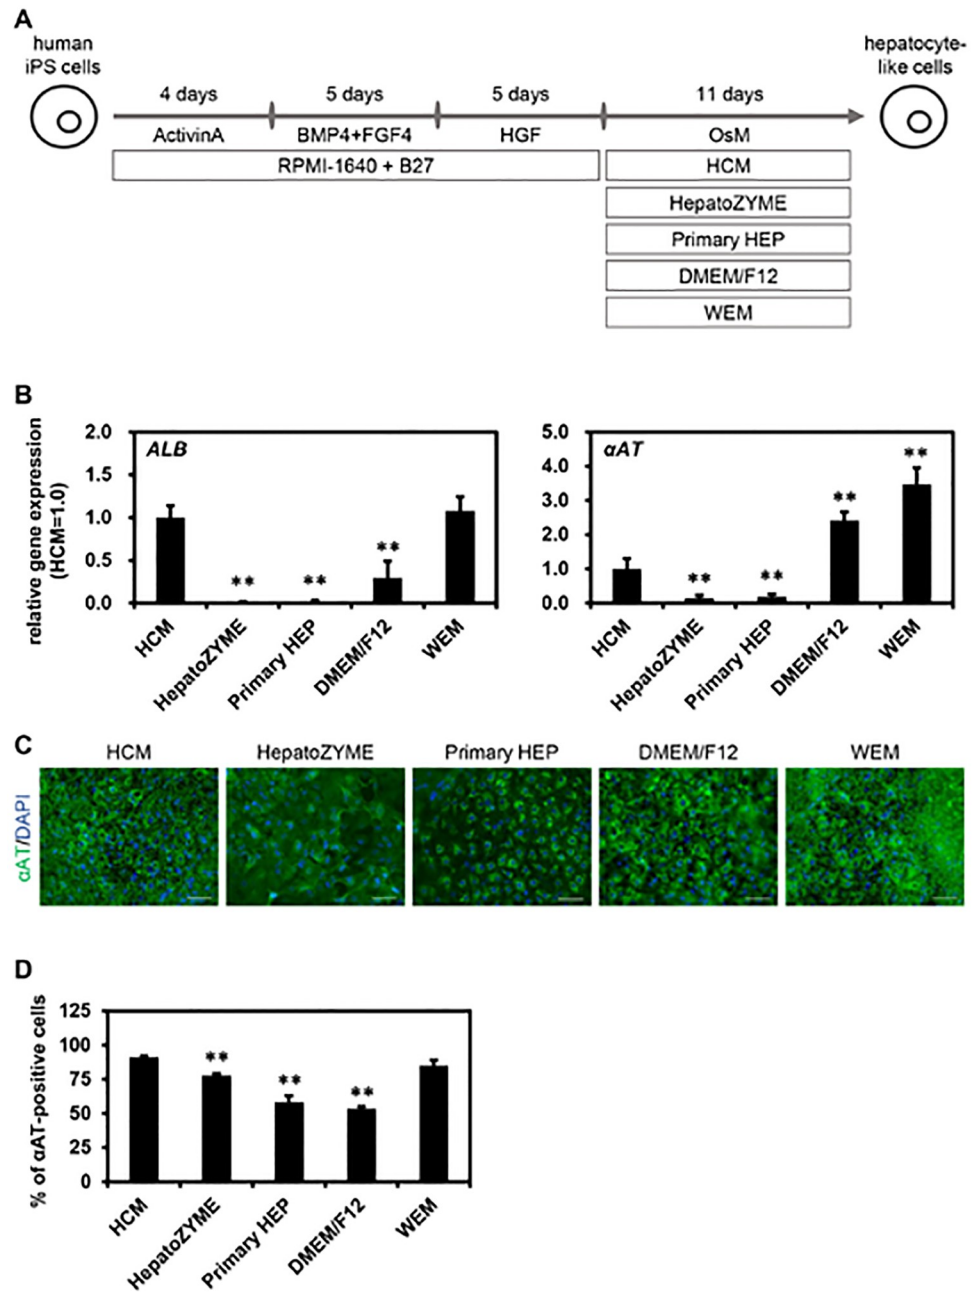 A
human
iPS cells
hepatocyte-
like cells
4 days
5 days
5 days
11 days
ActivinA
BMP4+FGF4
HGF
OsM
RPMI-1640 + B27
HCM
HepatoZYME
Primary HEP
DMEM/F12
WEM
B
relative gene expression
(HCM=1.0)
2.0
1.5
1.0
0.5
0.0
ALB
**
**
**
HCM
HepatoZYME
Primary HEP
DMEM/F12
WEM
5.0
4.0
3.0
2.0
1.0
0.0
αAT
**
**
**
**
HCM
HepatoZYME
Primary HEP
DMEM/F12
WEM
C
HCM
HepatoZYME
Primary HEP
DMEM/F12
WEM
αAT/DAPI
D
% of αAT-positive cells
125
100
75
50
25
0
**
**
**
HCM
HepatoZYME
Primary HEP
DMEM/F12
WEM